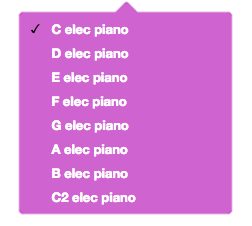 ✓ C elec piano
D elec piano
E elec piano
F elec piano
G elec piano
A elec piano
B elec piano
C2 elec piano